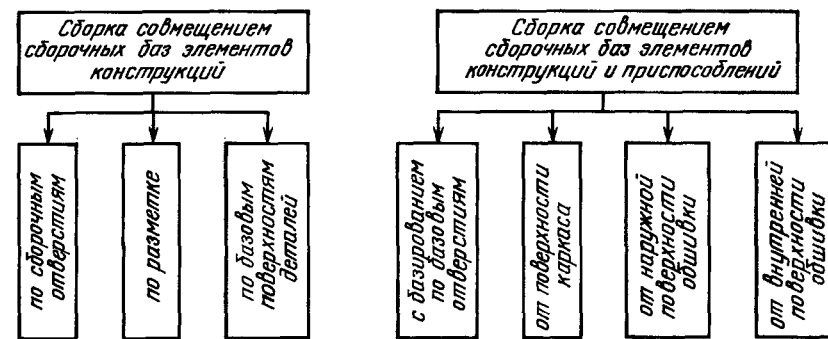 Сборка совмещением
сборочных баз элементов
конструкций
по сборочным
отверстиям
по разметке
по базовым
поверхностям
деталей
Сборка совмещением
сборочных баз элементов
конструкций и приспособлений
с базированием
по базовым
отверстиям
от поверхности
каркаса
от наружной
поверхности
обшивки
от внутренней
поверхности
обшивки